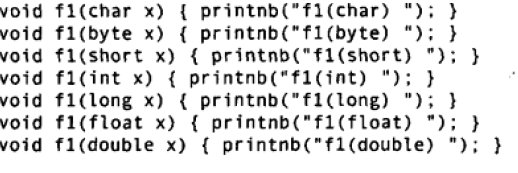 void f1(char x) { printnb("f1(char) "); }
void f1(byte x) { printnb("f1(byte) "); }
void f1(short x) { printnb("f1(short) "); }
void f1(int x) { printnb("f1(int) "); }
void f1(long x) { printnb("f1(long) "); }
void f1(float x) { printnb("f1(float) "); }
void f1(double x) { printnb("f1(double) "); }